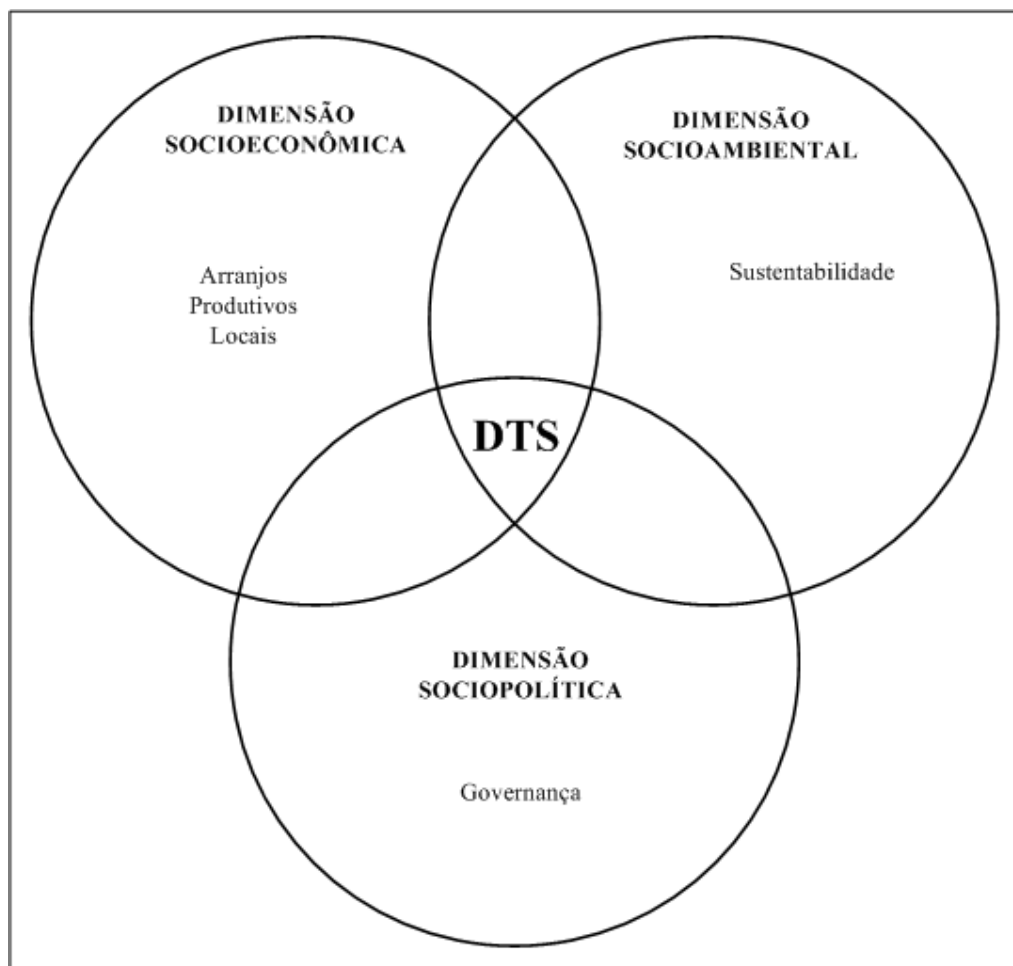 DIMENSÃO
SOCIOECONÔMICA
Arranjos
Produtivos
Locais
DIMENSÃO
SOCIOAMBIENTAL
Sustentabilidade
DTS
DIMENSÃO
SOCIOPOLÍTICA
Governança